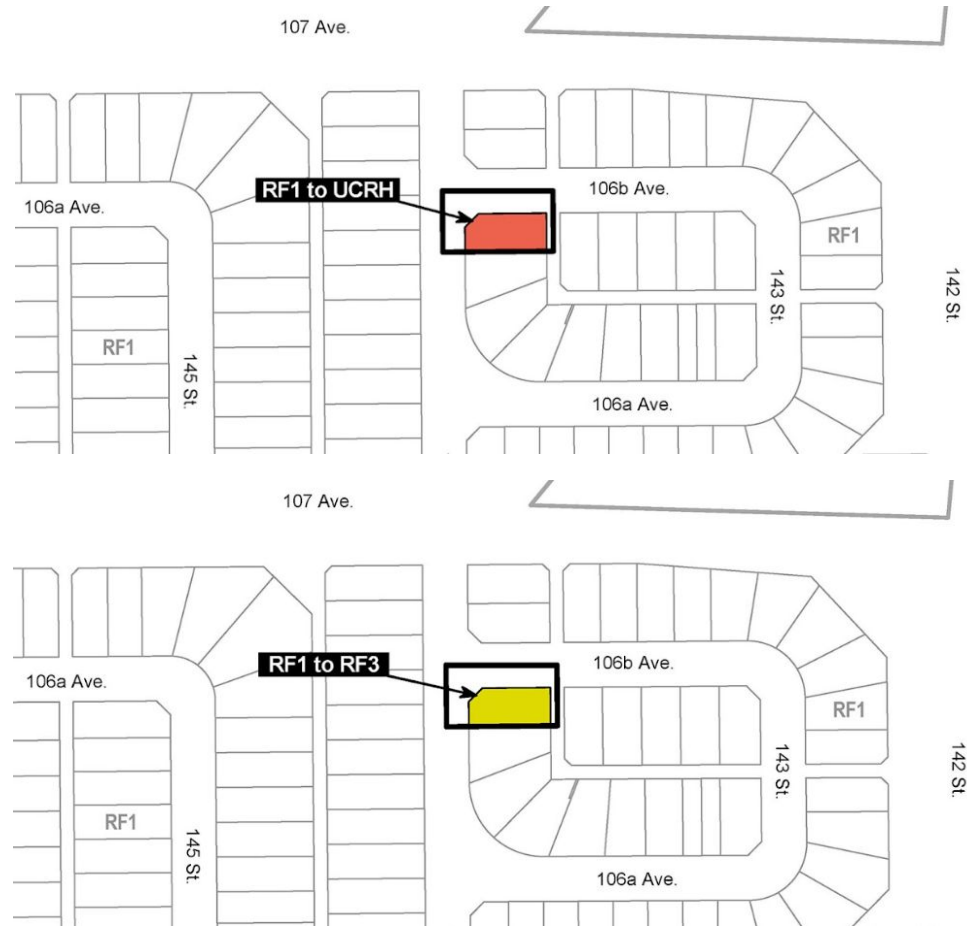 107 Ave.
RF1 to UCRH
106b Ave.
106a Ave.
RF1
143 St.
142 St.
RF1
145 St.
106a Ave.
107 Ave.
RF1 to RF3
106b Ave.
106a Ave.
RF1
143 St.
142 St.
RF1
145 St.
106a Ave.